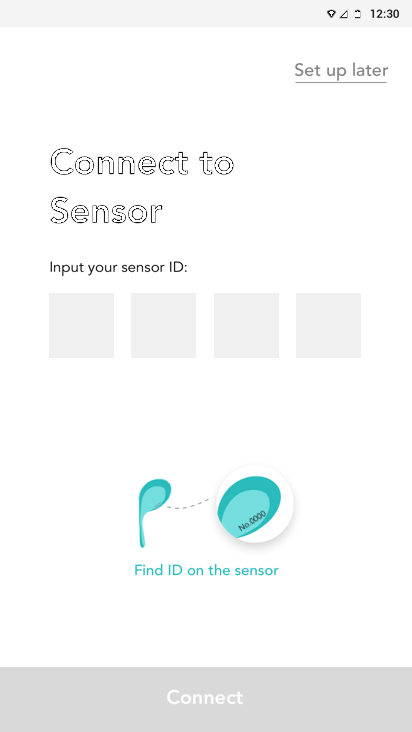 12:30
Set up later
Connect to
Sensor
Input your sensor ID:
No.0000
Find ID on the sensor
Connect